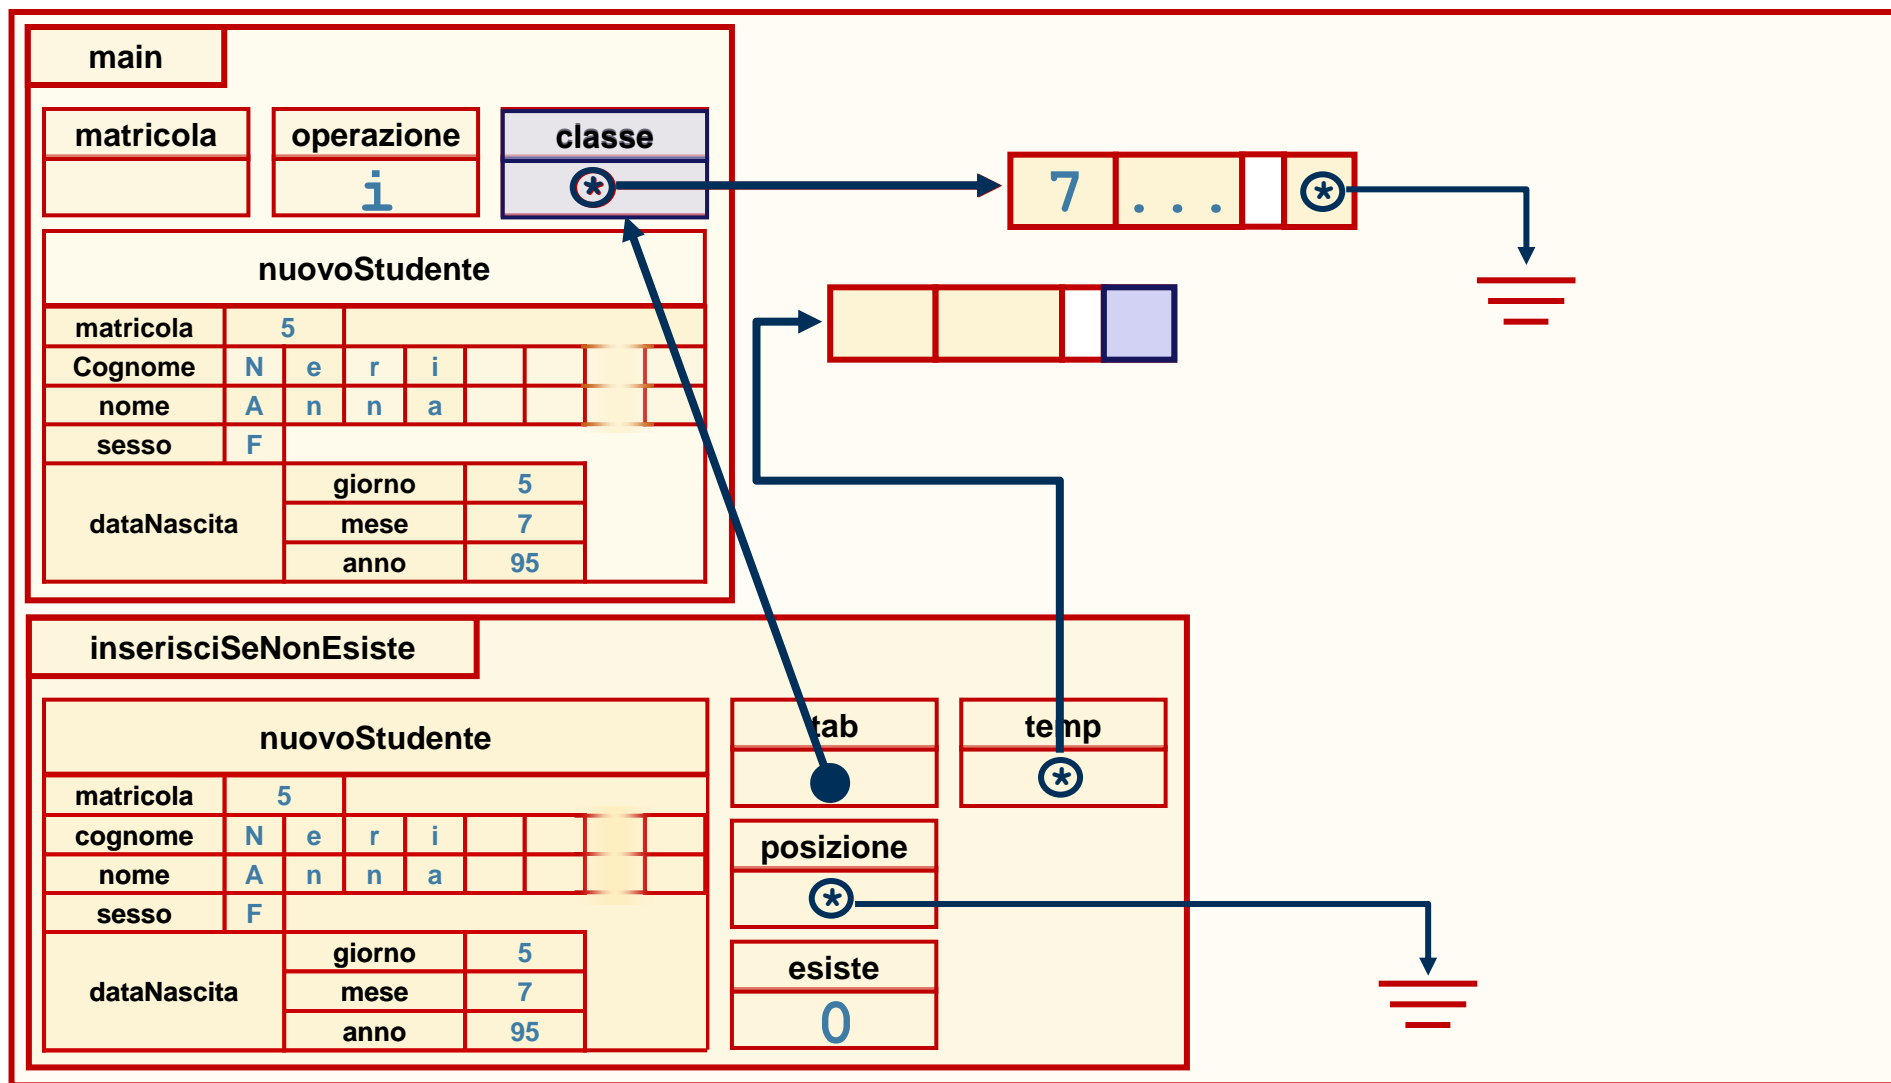 main
matricola operazione classe
i *
7 . . . *
nuovoStudente
matricola 5
Cognome N e r i
nome A n n a
sesso F
dataNascita
giorno 5
mese 7
anno 95
inserisciSeNonEsiste
nuovoStudente
matricola 5
cognome N e r i
nome A n n a
sesso F
dataNascita
giorno 5
mese 7
anno 95
tab temp
*
posizione
*
esiste
0